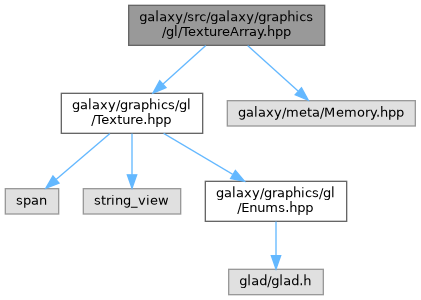 galaxy/src/galaxy/graphics
/gl/TextureArray.hpp
galaxy/graphics/gl
/Texture.hpp
galaxy/meta/Memory.hpp
span
string_view
galaxy/graphics/gl
/Enums.hpp
glad/glad.h